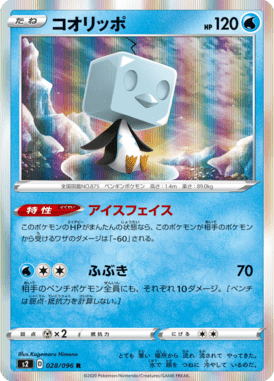 たね コオリッポ HP 120
全国図鑑NO.875 ペンギンポケモン 高さ：1.4m 重さ：89.0kg
特性 アイスフェイス
このポケモンのHPがまんたんの状態なら、このポケモンが相手のポケモン
から受けるワザのダメージは「-60」される。
ふぶき 70
相手のベンチポケモン全員にも、それぞれ10ダメージ。[ベンチは
弱点・抵抗力を計算しない。]
弱点 ×2 抵抗力 にげる
Illus. Kagemaru Himeno
S2 D 028/096 R
©2020 Pokémon/Nintendo/Creatures/GAME FREAK.